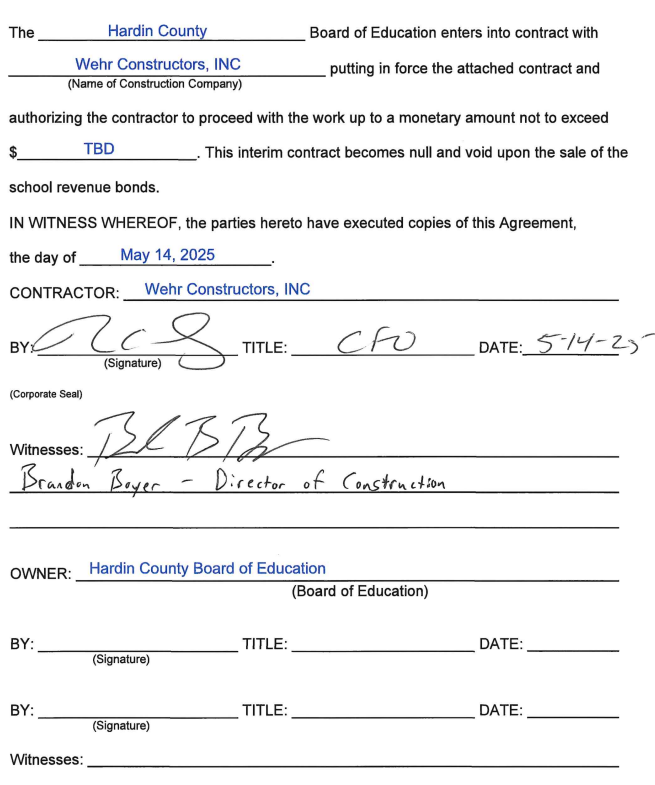 The Hardin County Board of Education enters into contract with
Wehr Constructors, INC putting in force the attached contract and
(Name of Construction Company)
authorizing the contractor to proceed with the work up to a monetary amount not to exceed
$ TBD . This interim contract becomes null and void upon the sale of the
school revenue bonds.
IN WITNESS WHEREOF, the parties hereto have executed copies of this Agreement,
the day of May 14, 2025 .
CONTRACTOR: Wehr Constructors, INC
BY: TITLE: CFO DATE: 5-14-25
(Signature)
(Corporate Seal)
Witnesses:
Brandon Boyer - Director of Construction
OWNER: Hardin County Board of Education
(Board of Education)
BY: TITLE: DATE:
(Signature)
BY: TITLE: DATE:
(Signature)
Witnesses: